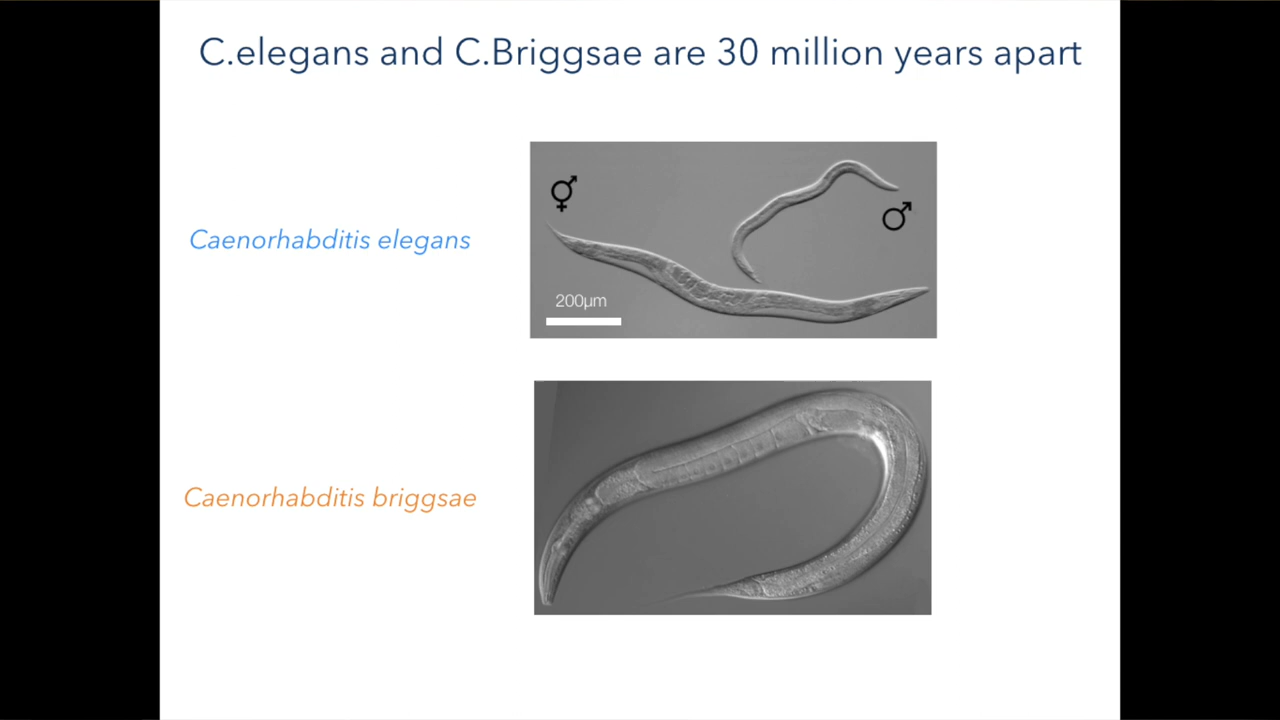 C.elegans and C.Briggsae are 30 million years apart
Caenorhabditis elegans
⚥
♂
200µm
Caenorhabditis briggsae